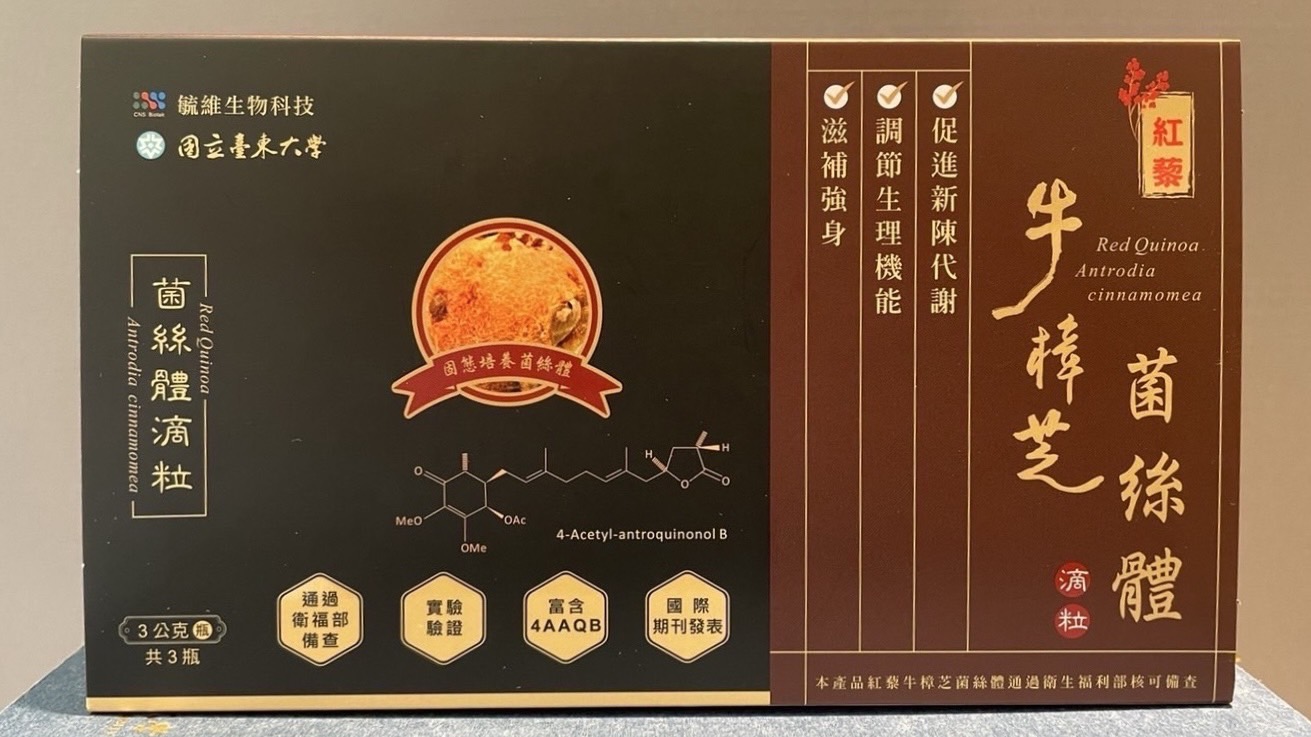 CNS Biotek
毓維生物科技
國立臺東大學
菌絲體滴粒
Red Quinoa
Antrodia cinnamomea
固態培養菌絲體
O
MeO
OMe
OAc
H
H
O
O
4-Acetyl-antroquinonol B
通過
衛福部
備查
實驗
驗證
富含
4AAQB
國際
期刊發表
3公克瓶
共3瓶
促進新陳代謝
調節生理機能
滋補強身
紅藜
牛樟芝
Red Quinoa
Antrodia
cinnamomea
菌絲體
滴粒
本產品紅藜牛樟芝菌絲體通過衛生福利部核可備查